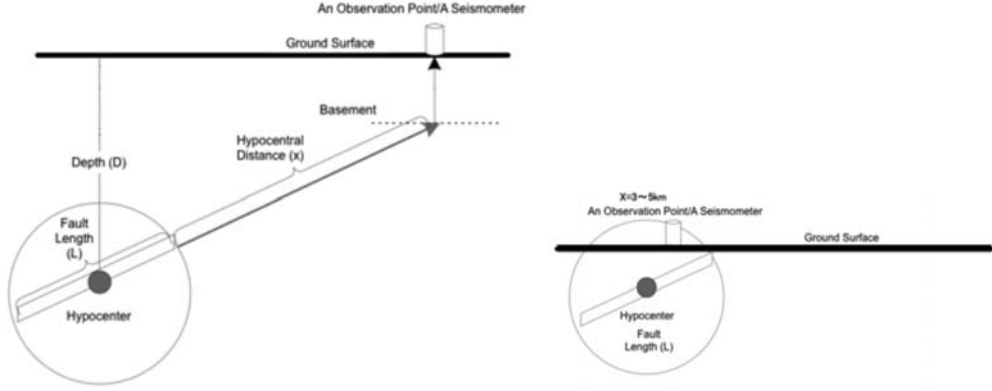 An Observation Point/A Seismometer
Ground Surface
Basement
Hypocentral
Distance (x)
Depth (D)
Fault
Length
(L)
Hypocenter
X=3～5km
An Observation Point/A Seismometer
Ground Surface
Hypocenter
Fault
Length (L)